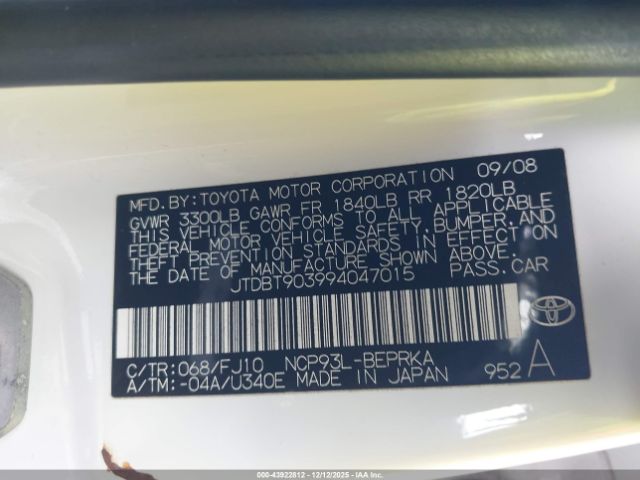 MFD.BY:TOYOTA MOTOR CORPORATION 09/08
GVWR 3300LB GAWR FR 1840LB RR 1820LB
THIS VEHICLE CONFORMS TO ALL APPLICABLE
FEDERAL MOTOR VEHICLE SAFETY,BUMPER,AND
THEFT PREVENTION STANDARDS IN EFFECT ON
THE DATE OF MANUFACTURE SHOWN ABOVE.
JTDBT903994047015 PASS.CAR
C/TR:068/FJ10 NCP93L-BEPRKA
A/TM:-04A/U340E MADE IN JAPAN 952 A
000-43922812 - 12/12/2025 - IAAI.CA